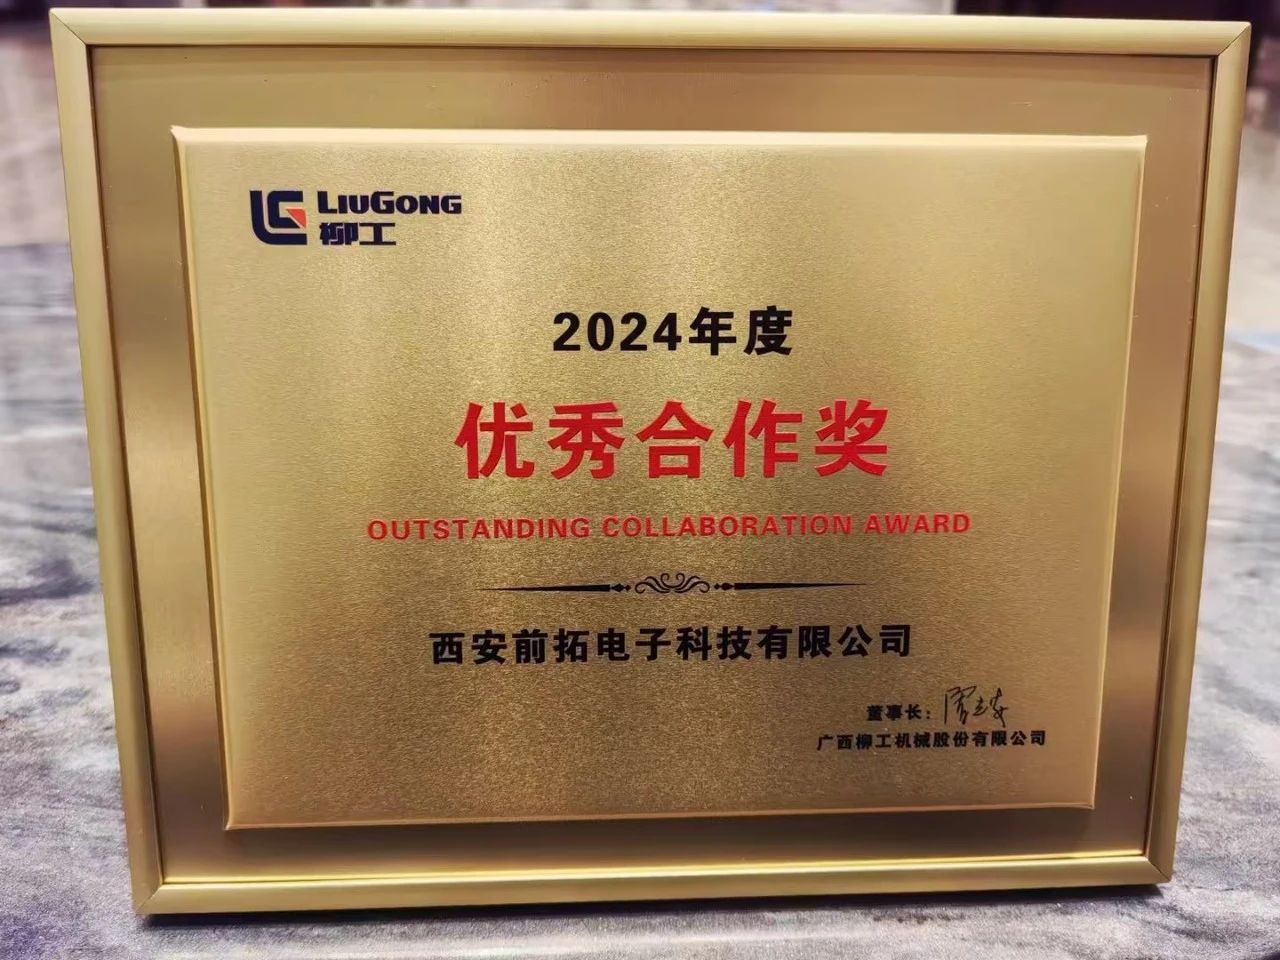 LIUGONG
柳工
2024年度
优秀合作奖
OUTSTANDING COLLABORATION AWARD
西安前拓电子科技有限公司
董事长：
广西柳工机械股份有限公司